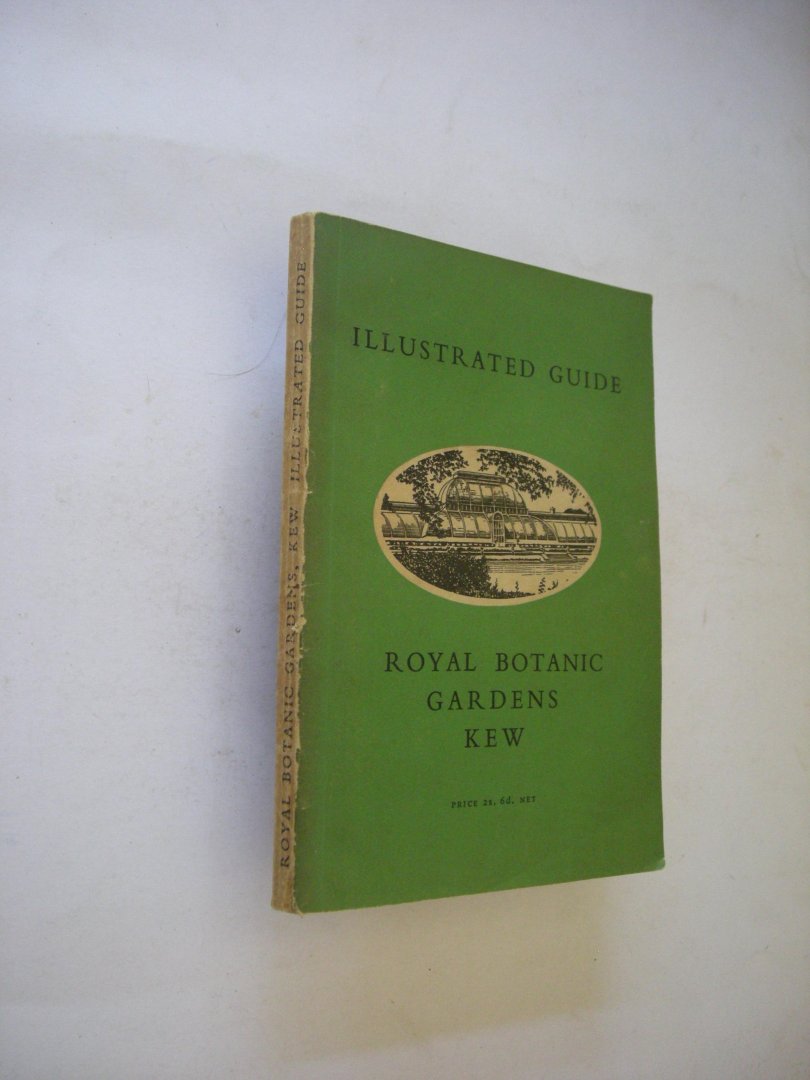 ROYAL BOTANIC GARDENS, KEW ILLUSTRATED GUIDE
ILLUSTRATED GUIDE
ROYAL BOTANIC
GARDENS
KEW
PRICE 2s. 6d. NET